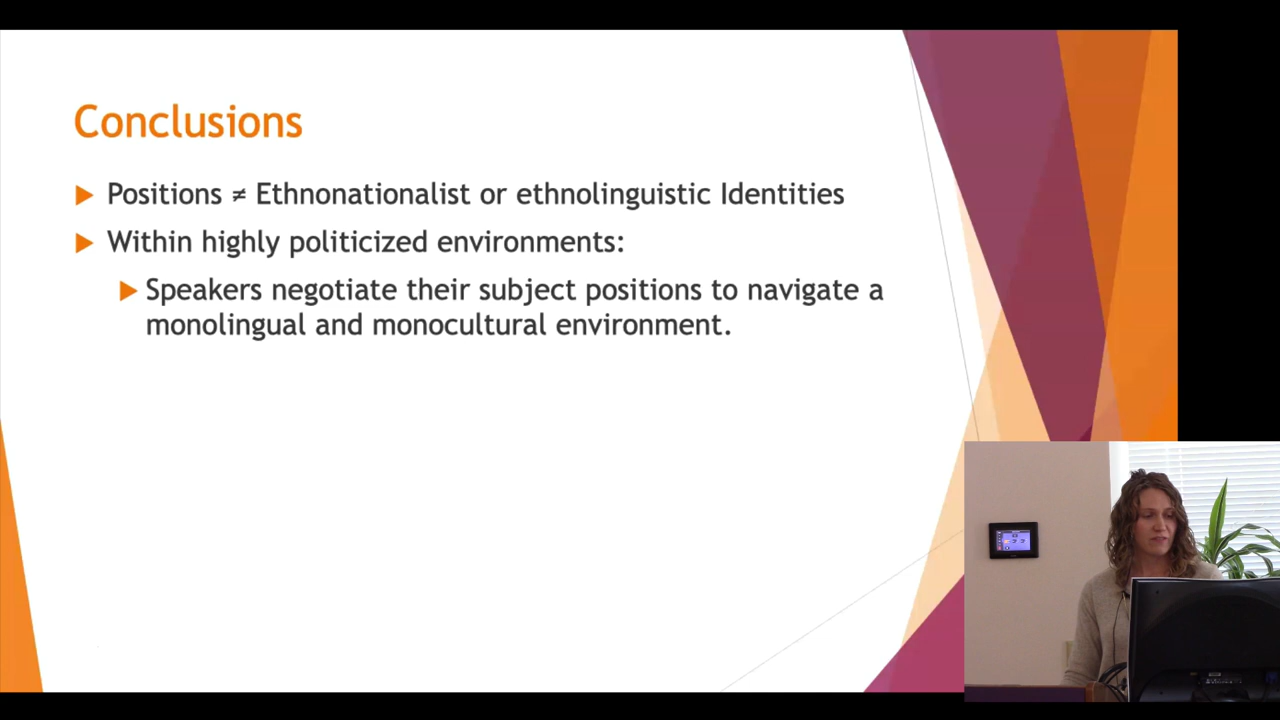 Conclusions
Positions ≠ Ethnonationalist or ethnolinguistic Identities
Within highly politicized environments:
Speakers negotiate their subject positions to navigate a
monolingual and monocultural environment.